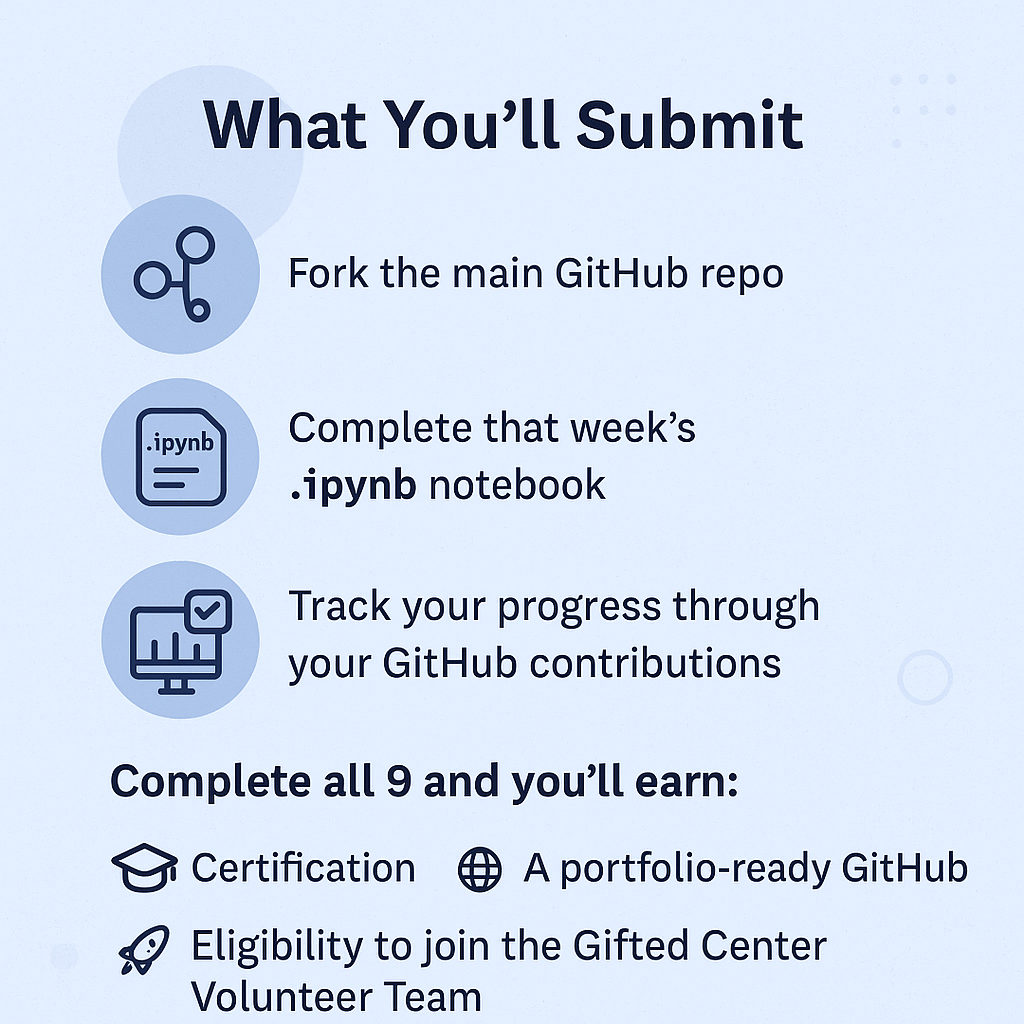 What You’ll Submit
Fork the main GitHub repo
.ipynb
Complete that week’s
.ipynb notebook
Track your progress through
your GitHub contributions
Complete all 9 and you’ll earn:
Certification
A portfolio-ready GitHub
Eligibility to join the Gifted Center
Volunteer Team